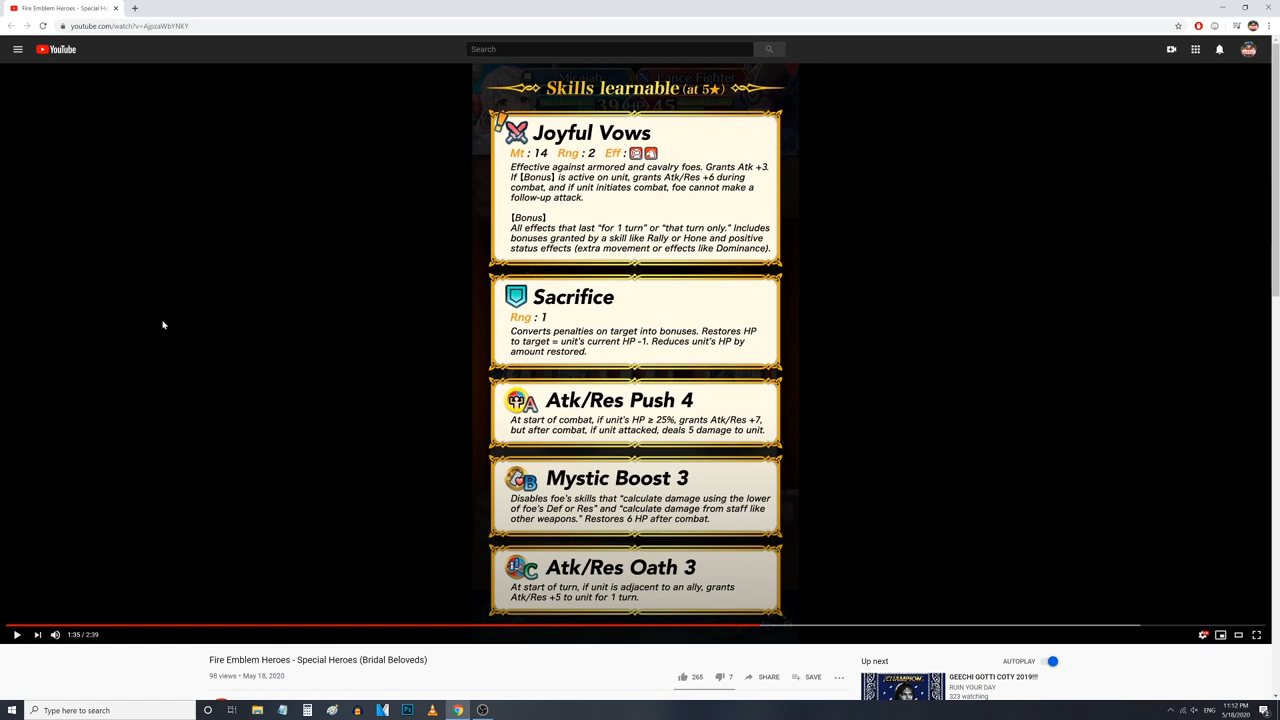 Fire Emblem Heroes - Special He
youtube.com/watch?v=AjpzaWbYNKY
YouTube
Search
Micaiah
Lance Fighter
39 HP 45
Skills learnable (at 5★)
Joyful Vows
Mt : 14 Rng : 2 Eff :
Effective against armored and cavalry foes. Grants Atk +3.
If 【Bonus】 is active on unit, grants Atk/Res +6 during
combat, and if unit initiates combat, foe cannot make a
follow-up attack.
【Bonus】
All effects that last "for 1 turn" or "that turn only." Includes
bonuses granted by a skill like Rally or Hone and positive
status effects (extra movement or effects like Dominance).
Sacrifice
Rng : 1
Converts penalties on target into bonuses. Restores HP
to target = unit's current HP -1. Reduces unit's HP by
amount restored.
A
Atk/Res Push 4
At start of combat, if unit's HP ≥ 25%, grants Atk/Res +7,
but after combat, if unit attacked, deals 5 damage to unit.
B
Mystic Boost 3
Disables foe's skills that "calculate damage using the lower
of foe's Def or Res" and "calculate damage from staff like
other weapons." Restores 6 HP after combat.
C
Atk/Res Oath 3
At start of turn, if unit is adjacent to an ally, grants
Atk/Res +5 to unit for 1 turn.
1:35 / 2:39
Fire Emblem Heroes - Special Heroes (Bridal Beloveds)
98 views • May 18, 2020
265
7
SHARE
SAVE
Up next
AUTOPLAY
CHAMPION
GEECHI GOTTI COTY 2019!!!!
RUIN YOUR DAY
323 watching
Type here to search
Ps
ENG
11:12 PM
5/18/2020
2